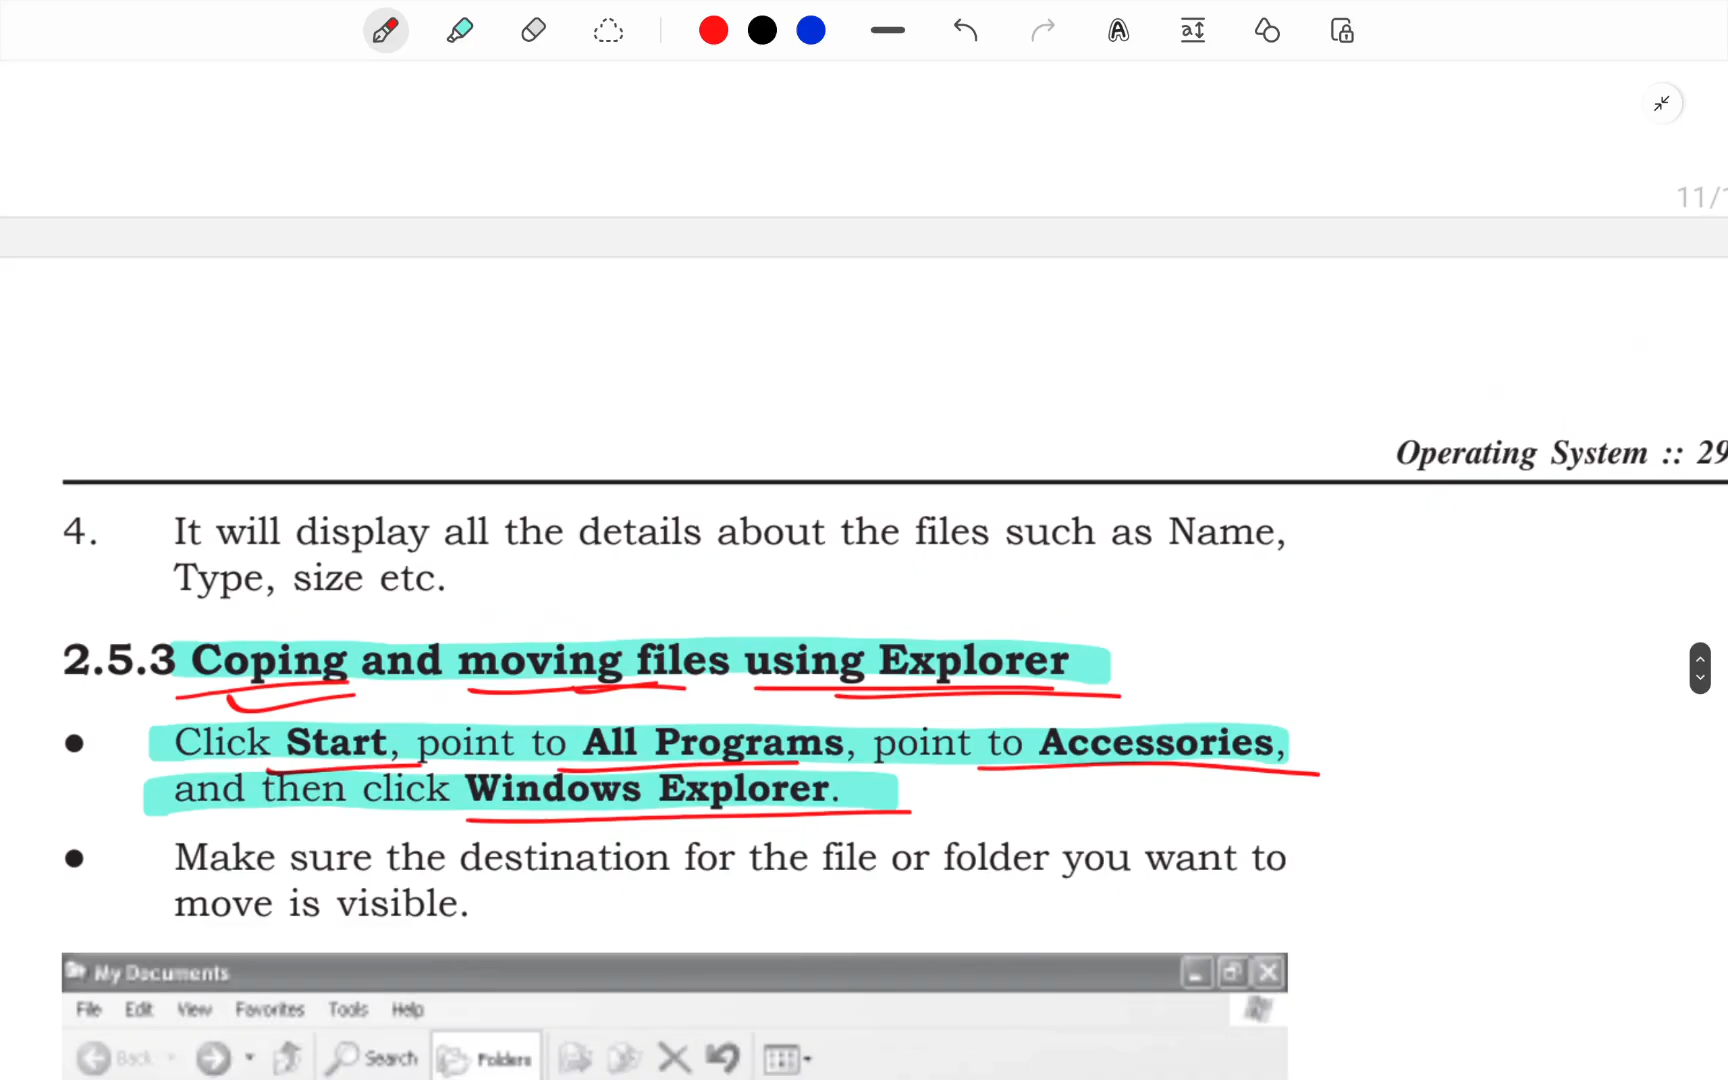 11/
Operating System :: 29
4. It will display all the details about the files such as Name,
Type, size etc.
2.5.3 Coping and moving files using Explorer
● Click Start, point to All Programs, point to Accessories,
and then click Windows Explorer.
● Make sure the destination for the file or folder you want to
move is visible.
My Documents
File Edit View Favorites Tools Help
Back Search Folders